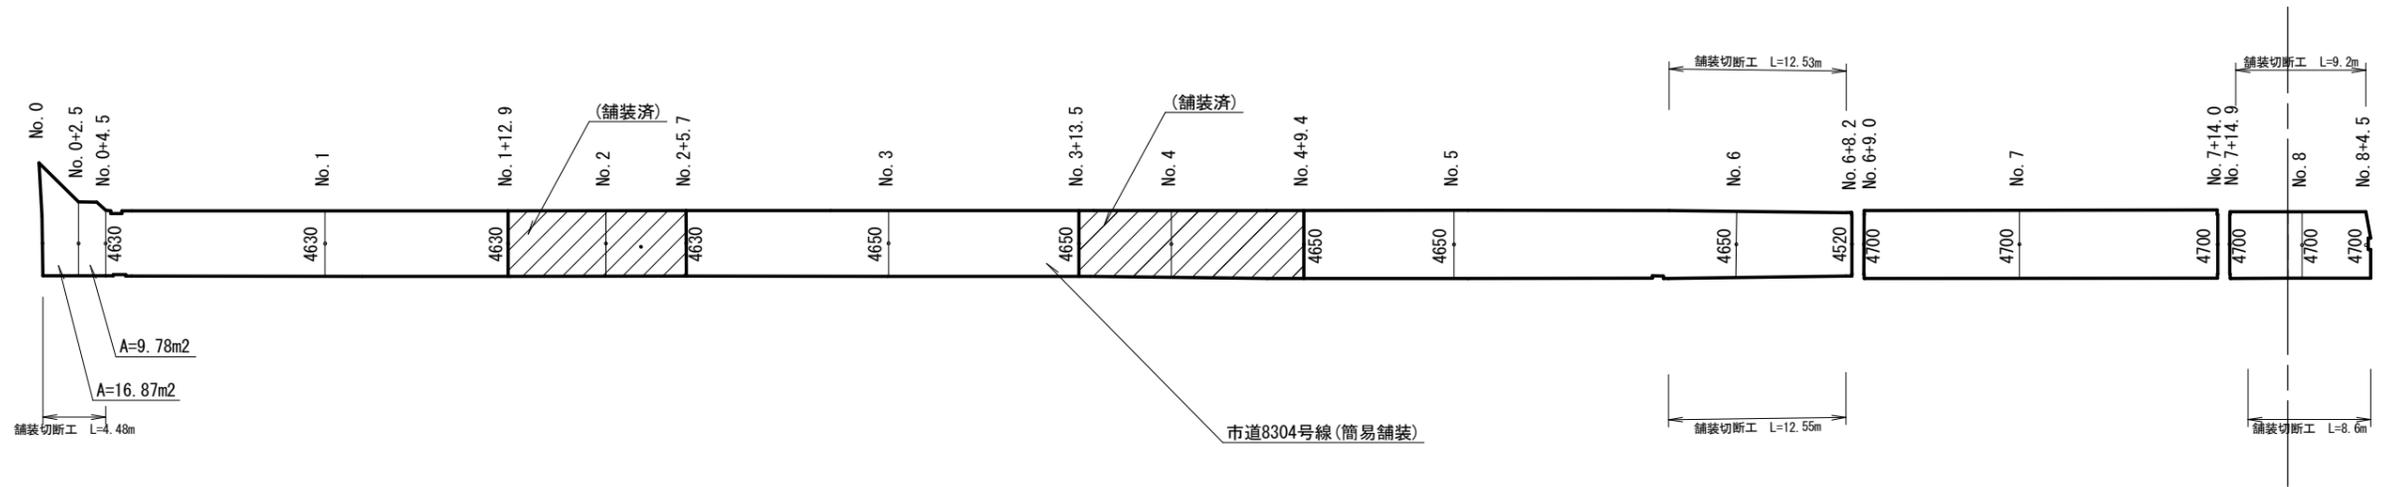 舗装切断工　L=12.53m
舗装切断工　L=9.2m
(舗装済)
(舗装済)
No.0
No.0+2.5
No.0+4.5
No.1
No.1+12.9
No.2
No.2+5.7
No.3
No.3+13.5
No.4
No.4+9.4
No.5
No.6
No.6+8.2
No.6+9.0
No.7
No.7+14.0
No.7+14.9
No.8
No.8+4.5
4630
4630
4630
4630
4650
4650
4650
4650
4650
4520
4700
4700
4700
4700
4700
4700
A=9.78m2
A=16.87m2
舗装切断工　L=4.48m
市道8304号線(簡易舗装)
舗装切断工　L=12.55m
舗装切断工　L=8.6m